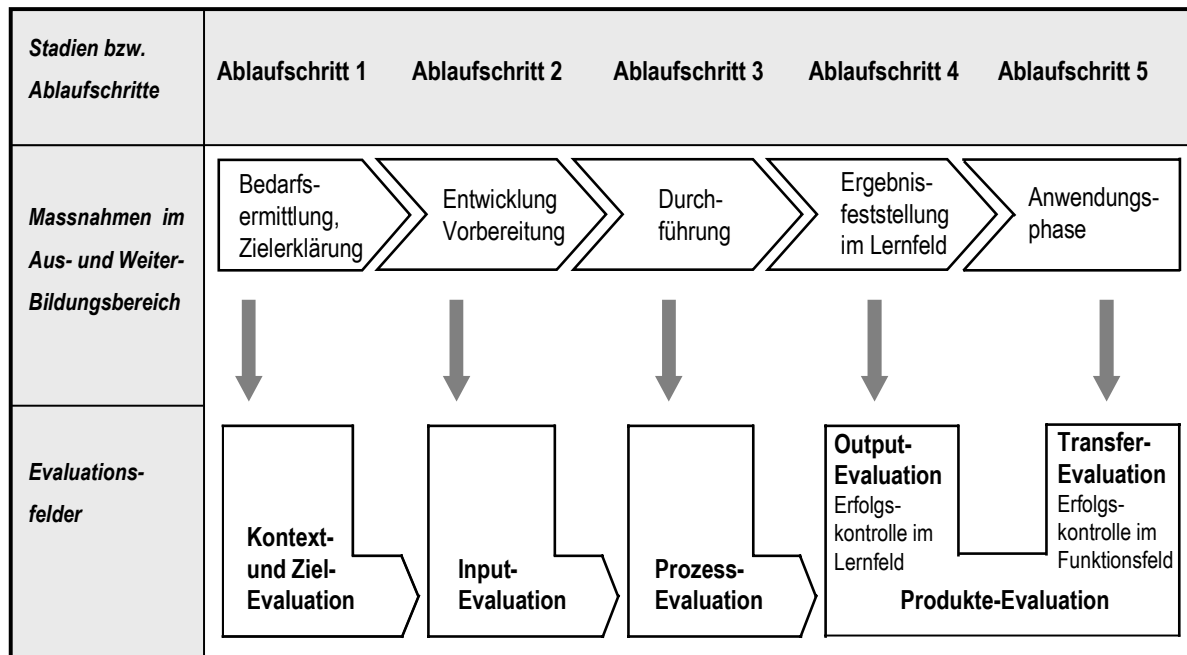 Stadien bzw.
Ablaufschritte
Ablaufschritt 1
Ablaufschritt 2
Ablaufschritt 3
Ablaufschritt 4
Ablaufschritt 5
Massnahmen im
Aus- und Weiter-
Bildungsbereich
Bedarfs-
ermittlung,
Zielerklärung
Entwicklung
Vorbereitung
Durch-
führung
Ergebnis-
feststellung
im Lernfeld
Anwendungs-
phase
Evaluations-
felder
Kontext-
und Ziel-
Evaluation
Input-
Evaluation
Prozess-
Evaluation
Output-
Evaluation
Erfolgs-
kontrolle im
Lernfeld
Transfer-
Evaluation
Erfolgs-
kontrolle im
Funktionsfeld
Produkte-Evaluation